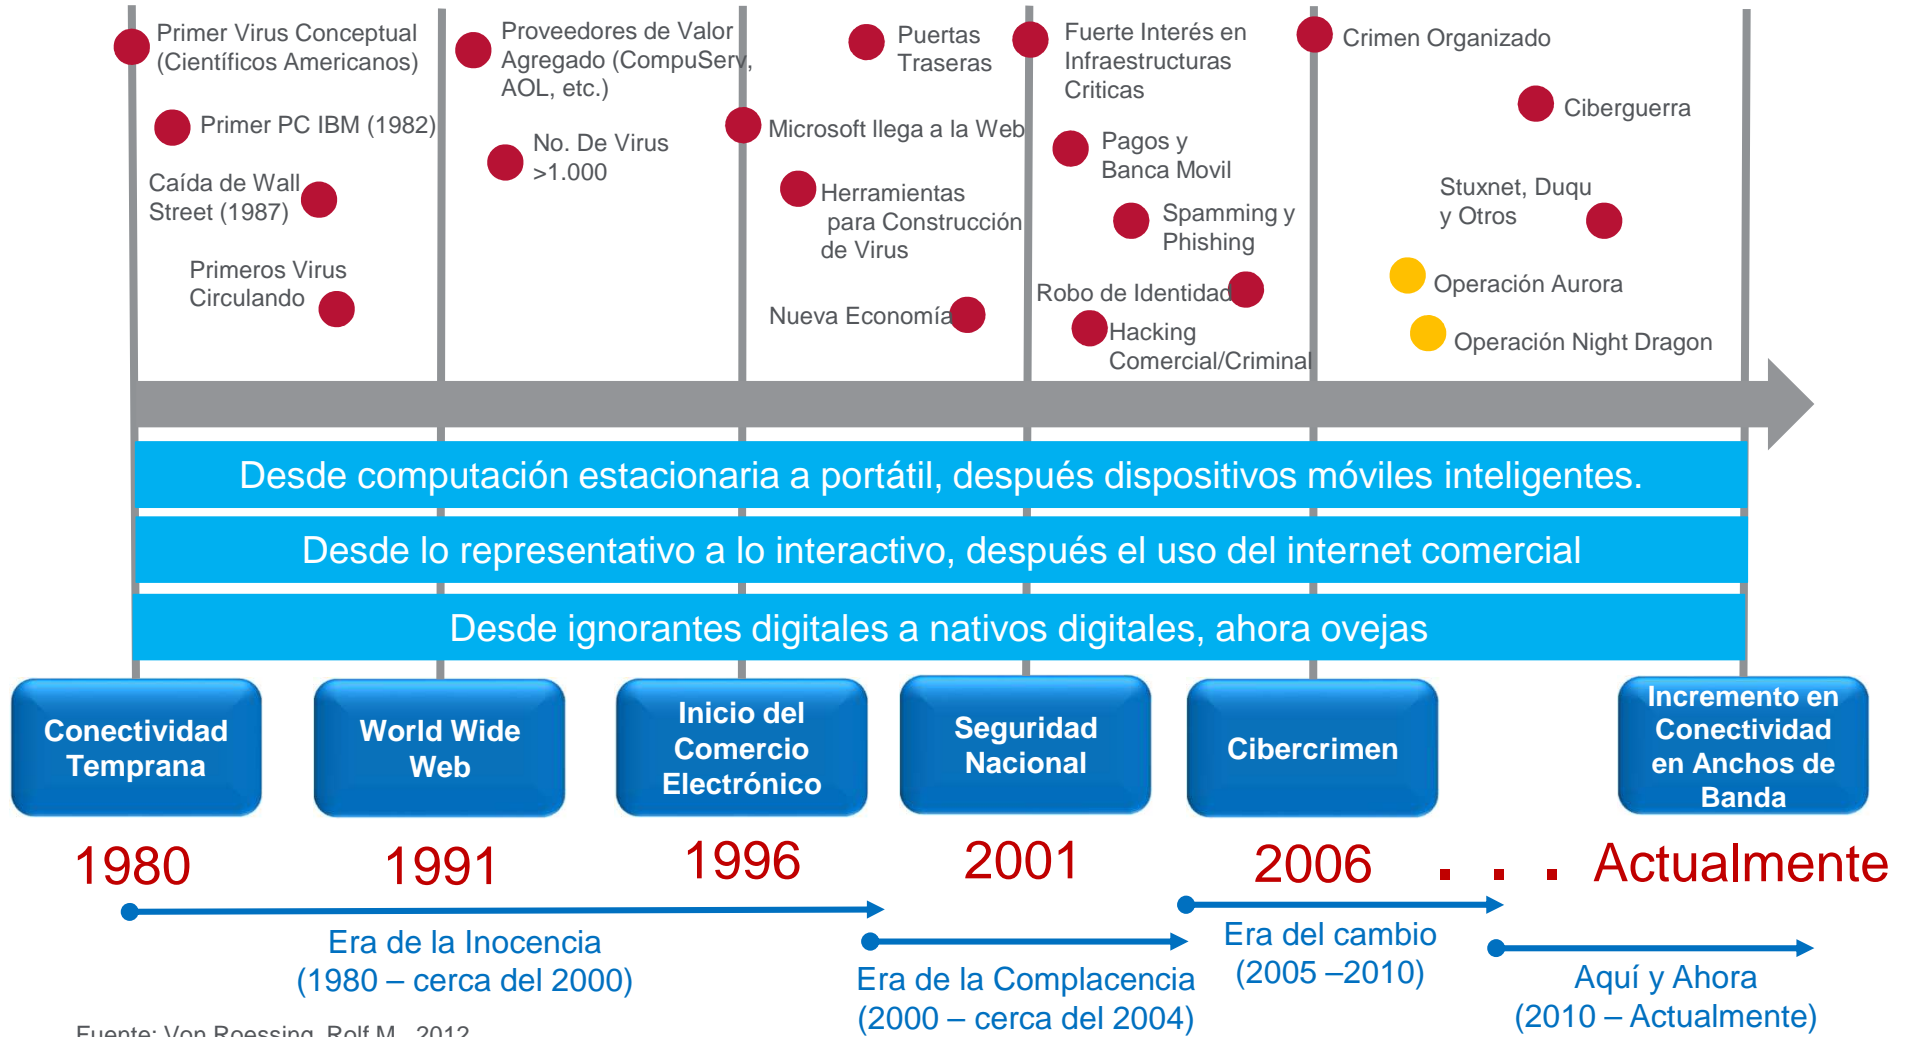 Primer Virus Conceptual
(Científicos Americanos)
Primer PC IBM (1982)
Caída de Wall
Street (1987)
Primeros Virus
Circulando
Proveedores de Valor
Agregado (CompuServ,
AOL, etc.)
No. De Virus
>1.000
Puertas
Traseras
Microsoft llega a la Web
Herramientas
para Construcción
de Virus
Nueva Economía
Fuerte Interés en
Infraestructuras
Criticas
Pagos y
Banca Movil
Spamming y
Phishing
Robo de Identidad
Hacking
Comercial/Criminal
Crimen Organizado
Ciberguerra
Stuxnet, Duqu
y Otros
Operación Aurora
Operación Night Dragon
Desde computación estacionaria a portátil, después dispositivos móviles inteligentes.
Desde lo representativo a lo interactivo, después el uso del internet comercial
Desde ignorantes digitales a nativos digitales, ahora ovejas
Conectividad
Temprana
World Wide
Web
Inicio del
Comercio
Electrónico
Seguridad
Nacional
Cibercrimen
Incremento en
Conectividad
en Anchos de
Banda
1980
1991
1996
2001
2006
. . . Actualmente
Era de la Inocencia
(1980 – cerca del 2000)
Era de la Complacencia
(2000 – cerca del 2004)
Era del cambio
(2005 –2010)
Aquí y Ahora
(2010 – Actualmente)
Fuente: Von Roessing, Rolf M., 2012